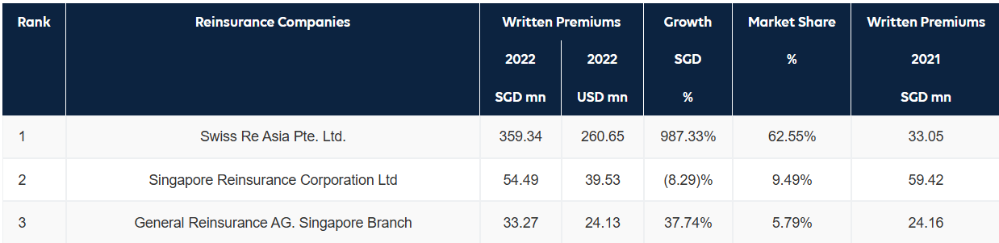 Rank Reinsurance Companies Written Premiums Growth Market Share Written Premiums
2022 2022 SGD % 2021
SGD mn USD mn % SGD mn
1 Swiss Re Asia Pte. Ltd. 359.34 260.65 987.33% 62.55% 33.05
2 Singapore Reinsurance Corporation Ltd 54.49 39.53 (8.29)% 9.49% 59.42
3 General Reinsurance AG. Singapore Branch 33.27 24.13 37.74% 5.79% 24.16